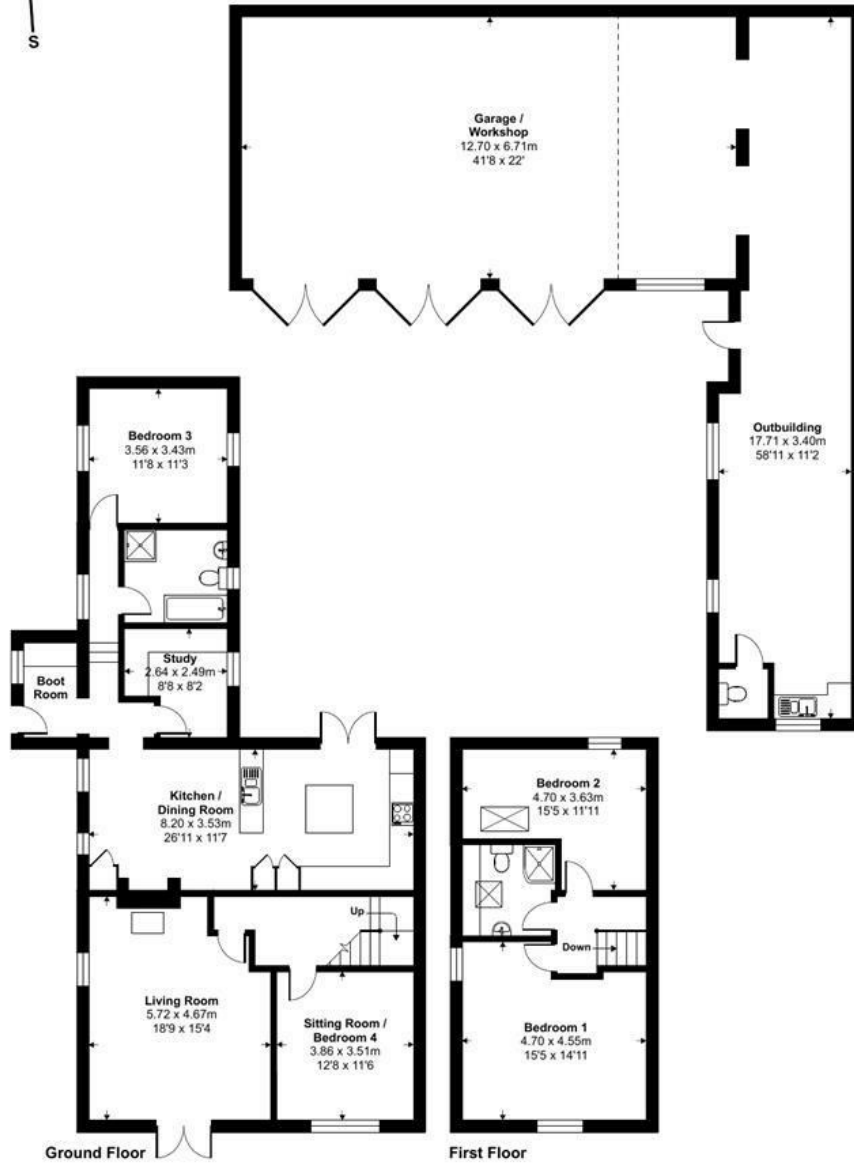 S
Garage /
Workshop
12.70 x 6.71m
41'8 x 22'
Bedroom 3
3.56 x 3.43m
11'8 x 11'3
Outbuilding
17.71 x 3.40m
58'11 x 11'2
Study
2.64 x 2.49m
8'8 x 8'2
Boot
Room
Kitchen /
Dining Room
8.20 x 3.53m
26'11 x 11'7
Bedroom 2
4.70 x 3.63m
15'5 x 11'11
Up
Down
Living Room
5.72 x 4.67m
18'9 x 15'4
Sitting Room /
Bedroom 4
3.86 x 3.51m
12'8 x 11'6
Bedroom 1
4.70 x 4.55m
15'5 x 14'11
Ground Floor
First Floor